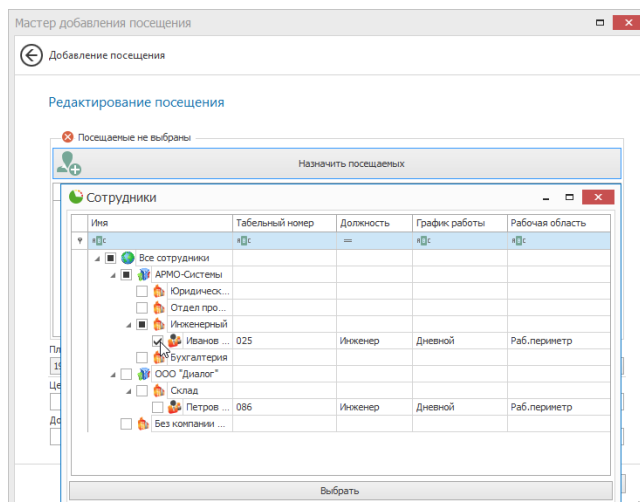 Мастер добавления посещения
Добавление посещения
Редактирование посещения
Посещаемые не выбраны
Назначить посещаемых
Сотрудники
Имя Табельный номер Должность График работы Рабочая область
Все сотрудники
АРМО-Системы
Юридическ...
Отдел про...
Инженерный
Иванов ... 025 Инженер Дневной Раб.периметр
Бухгалтерия
ООО "Диалог"
Склад
Петров ... 086 Инженер Дневной Раб.периметр
Без компании ...
Выбрать